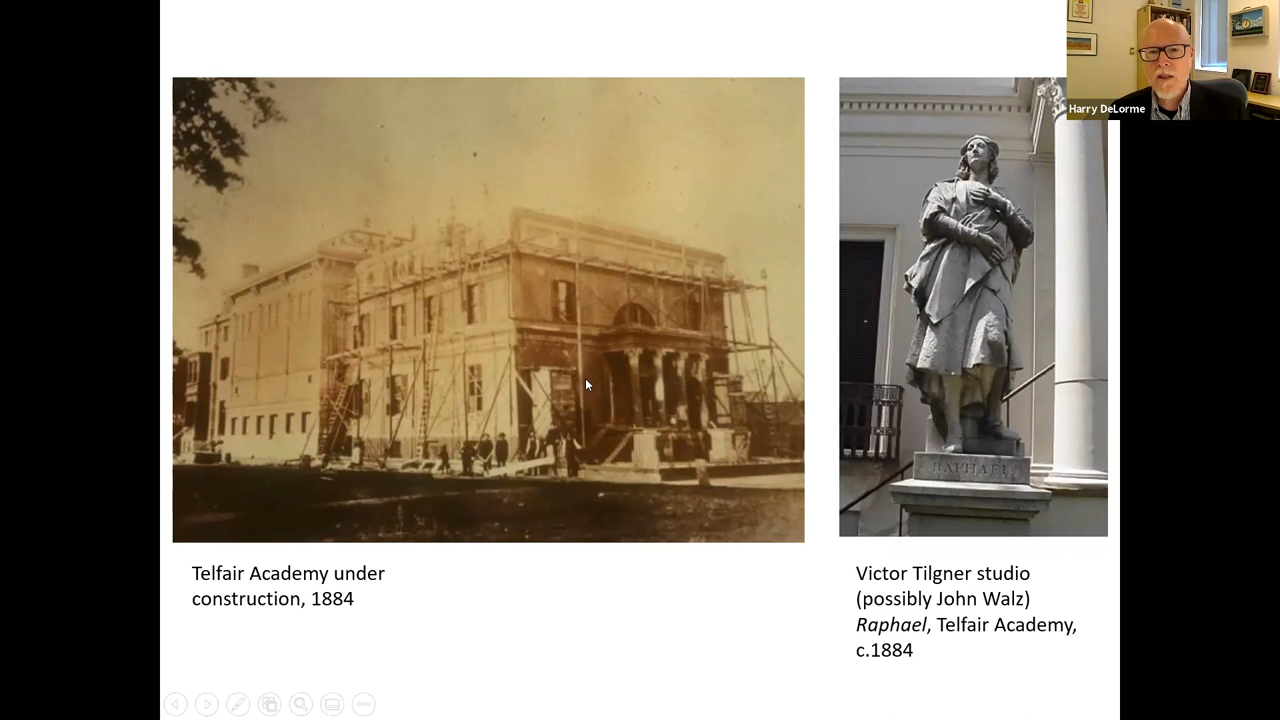 Harry DeLorme
RAPHAEL
Telfair Academy under
construction, 1884
Victor Tilgner studio
(possibly John Walz)
Raphael, Telfair Academy,
c.1884